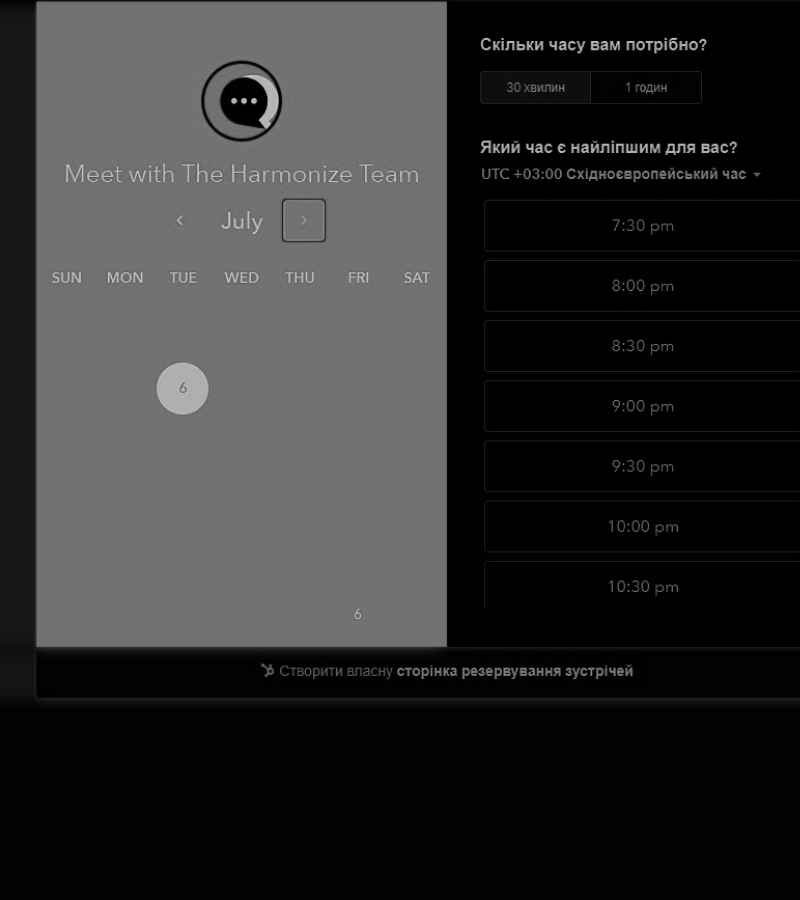 Meet with The Harmonize Team
July
SUN MON TUE WED THU FRI SAT
6
6
Скільки часу вам потрібно?
30 хвилин 1 годин
Який час є найліпшим для вас?
UTC +03:00 Східноєвропейський час
7:30 pm
8:00 pm
8:30 pm
9:00 pm
9:30 pm
10:00 pm
10:30 pm
Створити власну сторінка резервування зустрічей